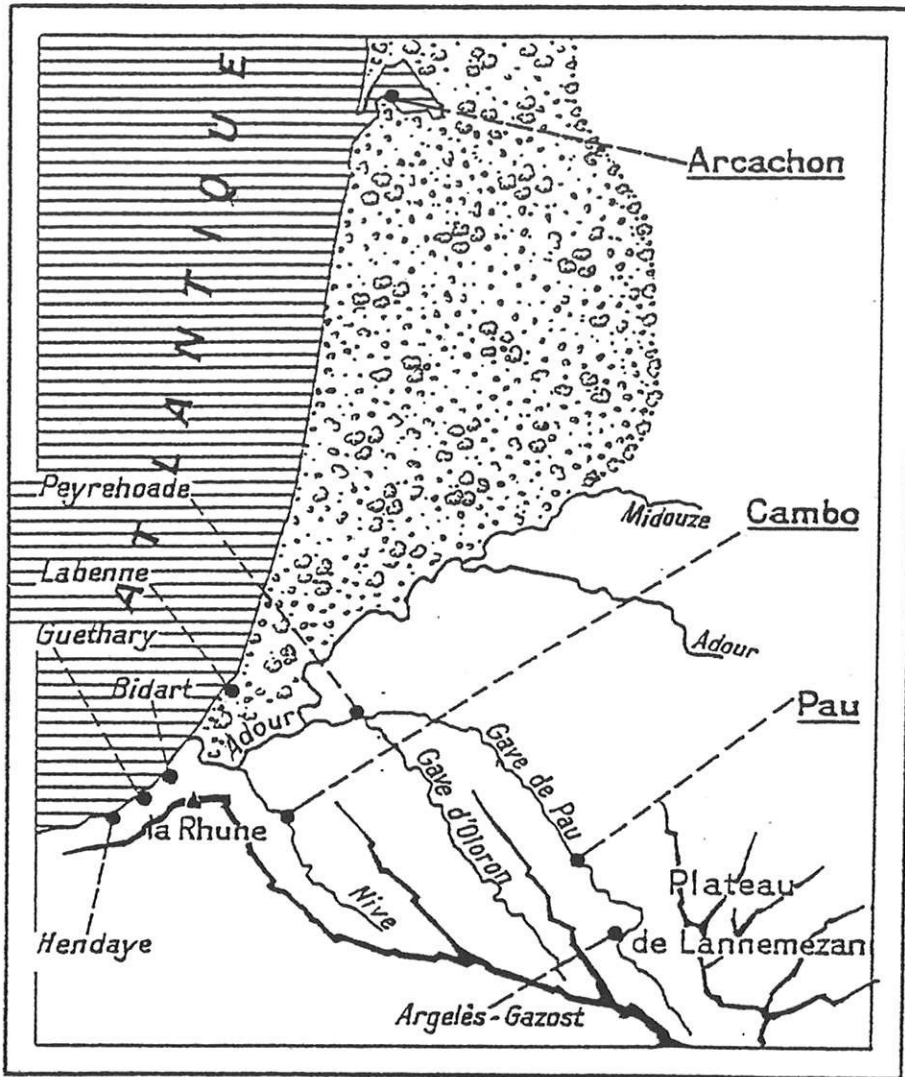 ATLANTIQUE
Arcachon
Peyrehoade
Midouze
Cambo
Labenne
Guethary
Adour
Bidart
Pau
Adour
Gave de Pau
Gave d'Oloron
la Rhune
Plateau
de Lannemezan
Nive
Hendaye
Argelès-Gazost